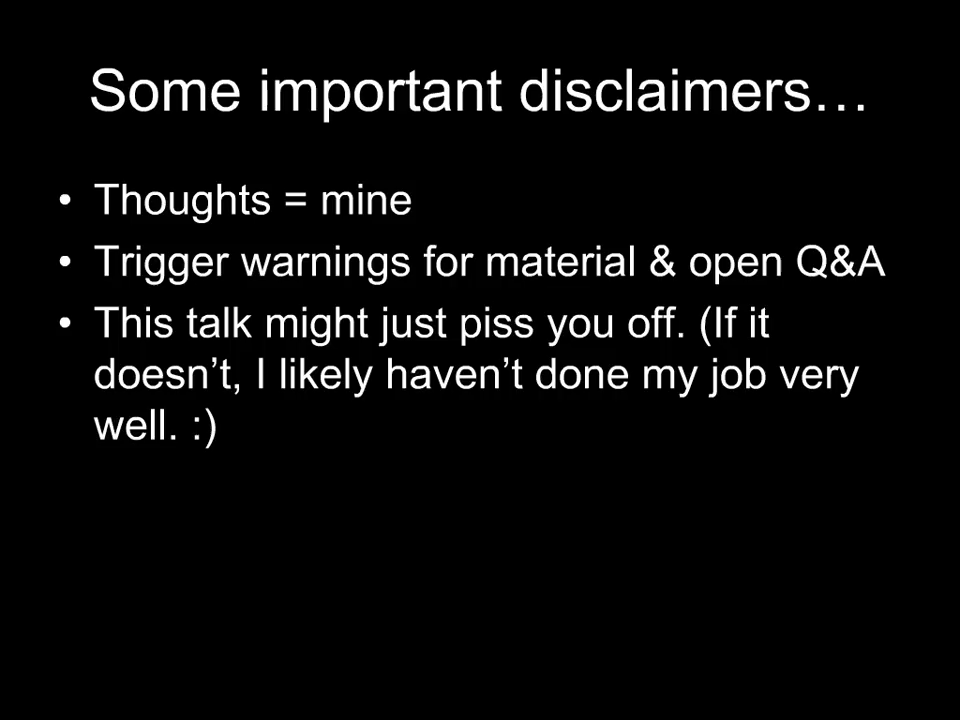 Some important disclaimers…
• Thoughts = mine
• Trigger warnings for material & open Q&A
• This talk might just piss you off. (If it
doesn’t, I likely haven’t done my job very
well. :)